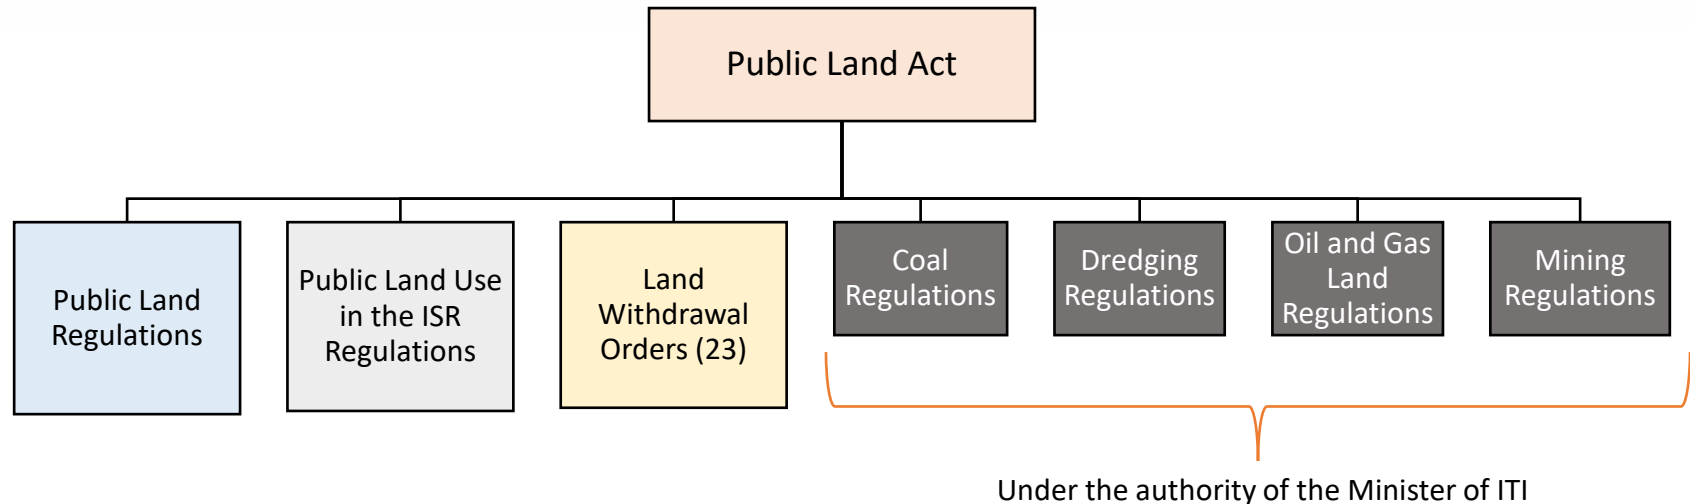 Public Land Act
Public Land
Regulations
Public Land Use
in the ISR
Regulations
Land
Withdrawal
Orders (23)
Coal
Regulations
Dredging
Regulations
Oil and Gas
Land
Regulations
Mining
Regulations
Under the authority of the Minister of ITI